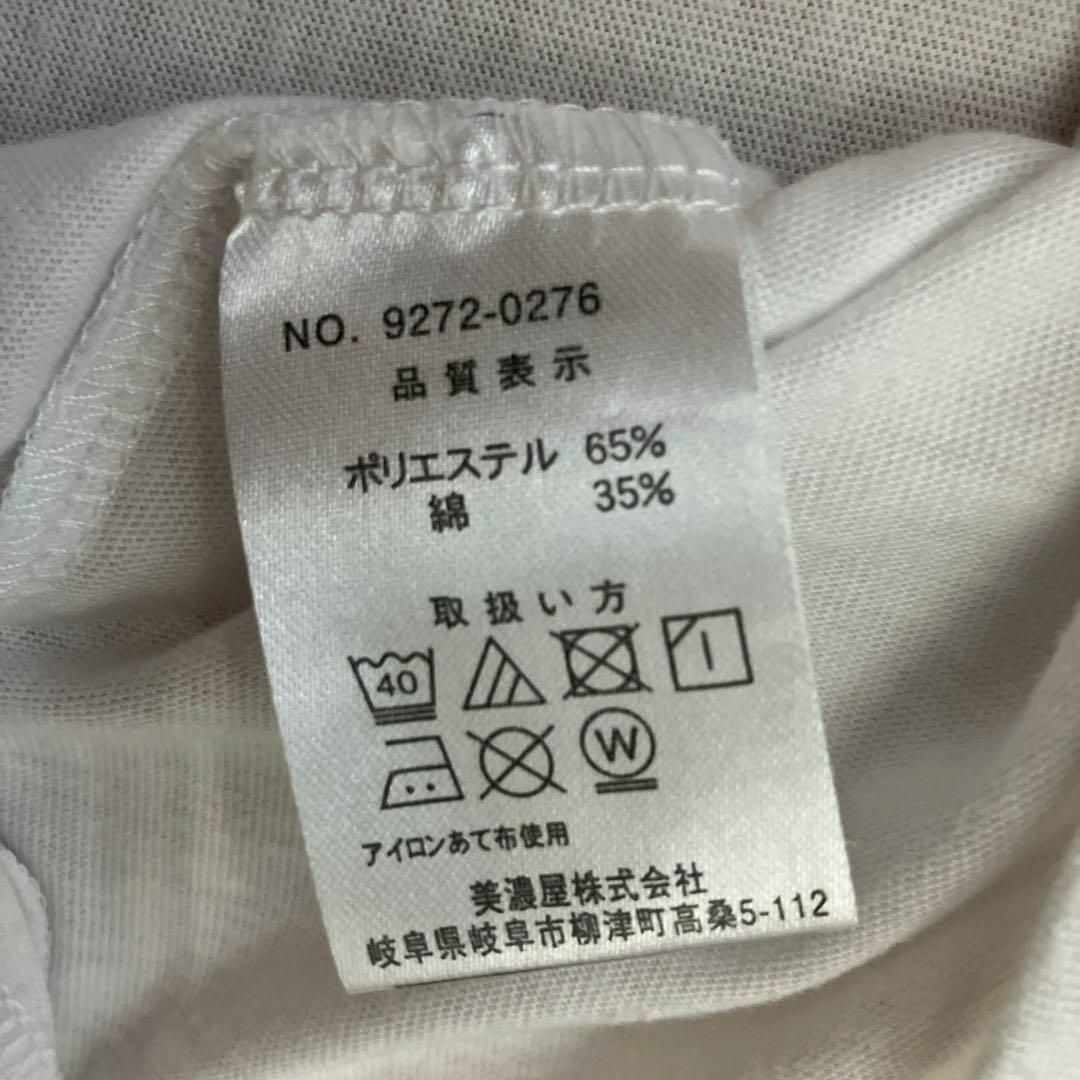 NO. 9272-0276
品質表示
ポリエステル 65%
綿 35%
取扱い方
40
W
アイロンあて布使用
美濃屋株式会社
岐阜県岐阜市柳津町高桑5-112